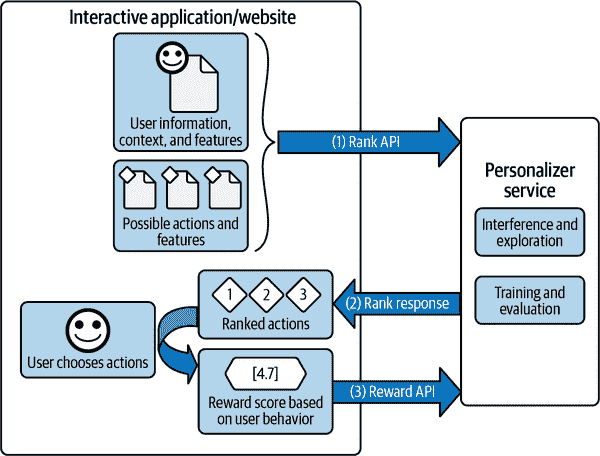 Interactive application/website
User information,
context, and features
Possible actions and
features
(1) Rank API
Personalizer
service
Interference and
exploration
Training and
evaluation
1 2 3
Ranked actions
(2) Rank response
User chooses actions
[4.7]
Reward score based
on user behavior
(3) Reward API